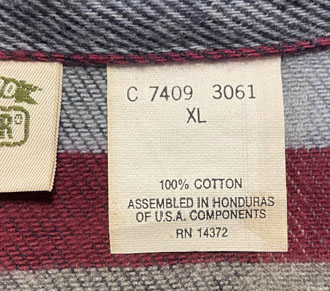 C 7409 3061
XL
100% COTTON
ASSEMBLED IN HONDURAS
OF U.S.A. COMPONENTS
RN 14372